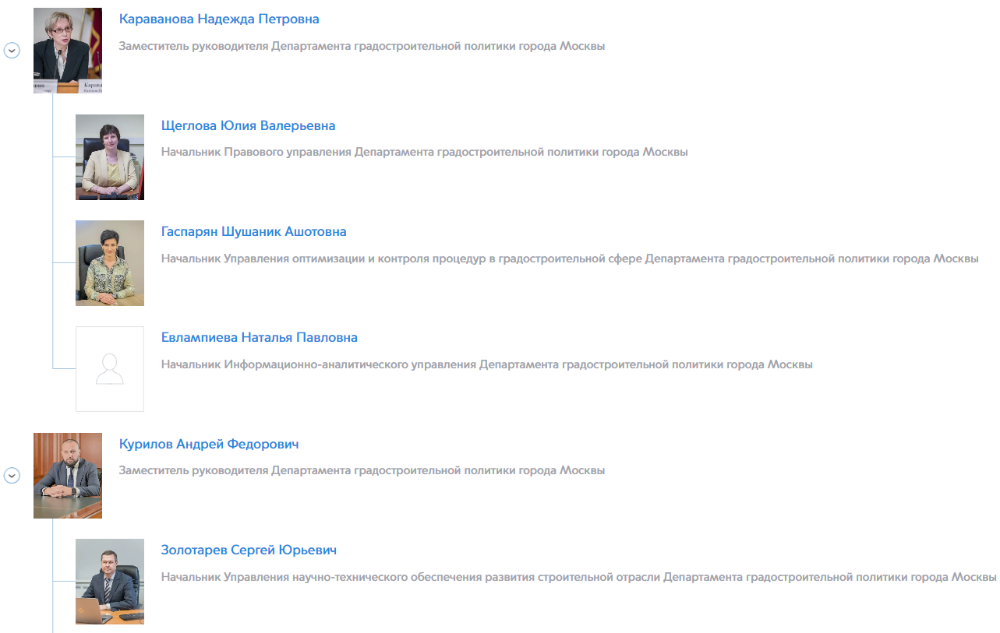 Караванова Надежда Петровна
Заместитель руководителя Департамента градостроительной политики города Москвы
Щеглова Юлия Валерьевна
Начальник Правового управления Департамента градостроительной политики города Москвы
Гаспарян Шушаник Ашотовна
Начальник Управления оптимизации и контроля процедур в градостроительной сфере Департамента градостроительной политики города Москвы
Евлампиева Наталья Павловна
Начальник Информационно-аналитического управления Департамента градостроительной политики города Москвы
Курилов Андрей Федорович
Заместитель руководителя Департамента градостроительной политики города Москвы
Золотарев Сергей Юрьевич
Начальник Управления научно-технического обеспечения развития строительной отрасли Департамента градостроительной политики города Москвы